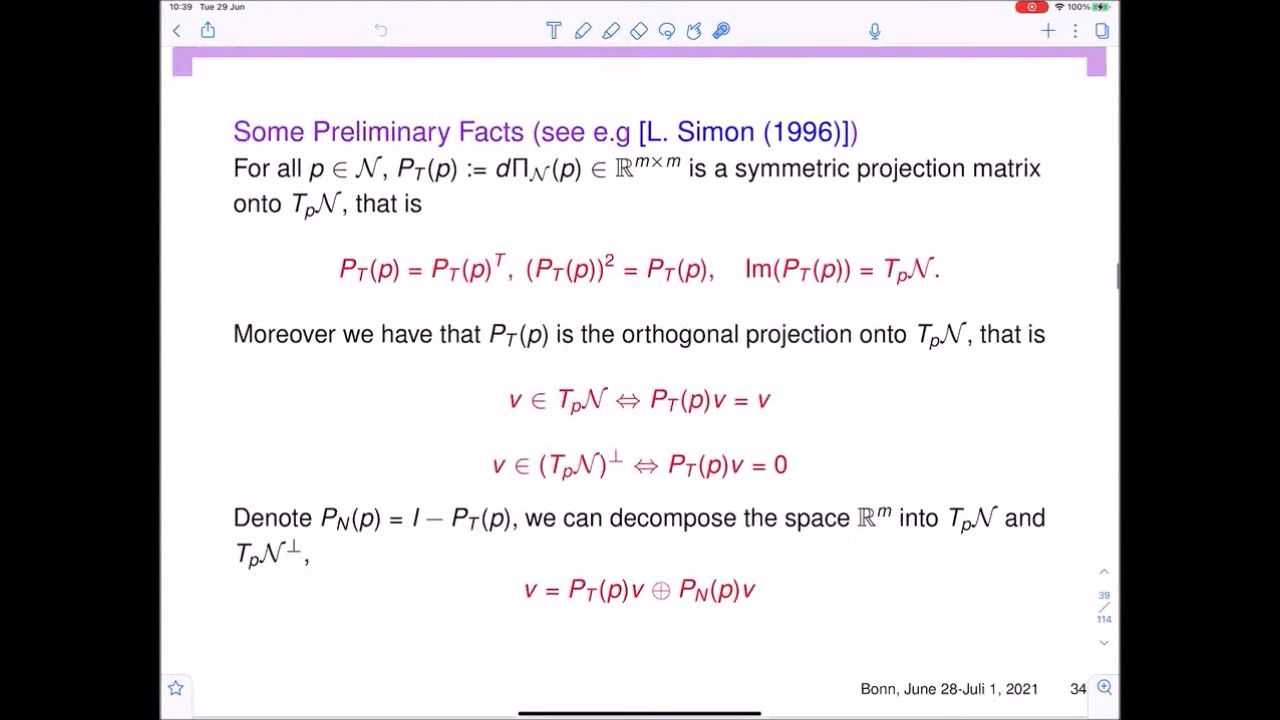 10:39 Tue 29 Jun
100%
Some Preliminary Facts (see e.g [L. Simon (1996)])
For all p ∈ 𝒩, P_T(p) := dΠ_𝒩(p) ∈ ℝ^{m×m} is a symmetric projection matrix
onto T_p𝒩, that is
P_T(p) = P_T(p)^T, (P_T(p))^2 = P_T(p), Im(P_T(p)) = T_p𝒩.
Moreover we have that P_T(p) is the orthogonal projection onto T_p𝒩, that is
v ∈ T_p𝒩 ⇔ P_T(p)v = v
v ∈ (T_p𝒩)^⊥ ⇔ P_T(p)v = 0
Denote P_N(p) = I − P_T(p), we can decompose the space ℝ^m into T_p𝒩 and
T_p𝒩^⊥,
v = P_T(p)v ⊕ P_N(p)v
39
/
114
Bonn, June 28-Juli 1, 2021 34